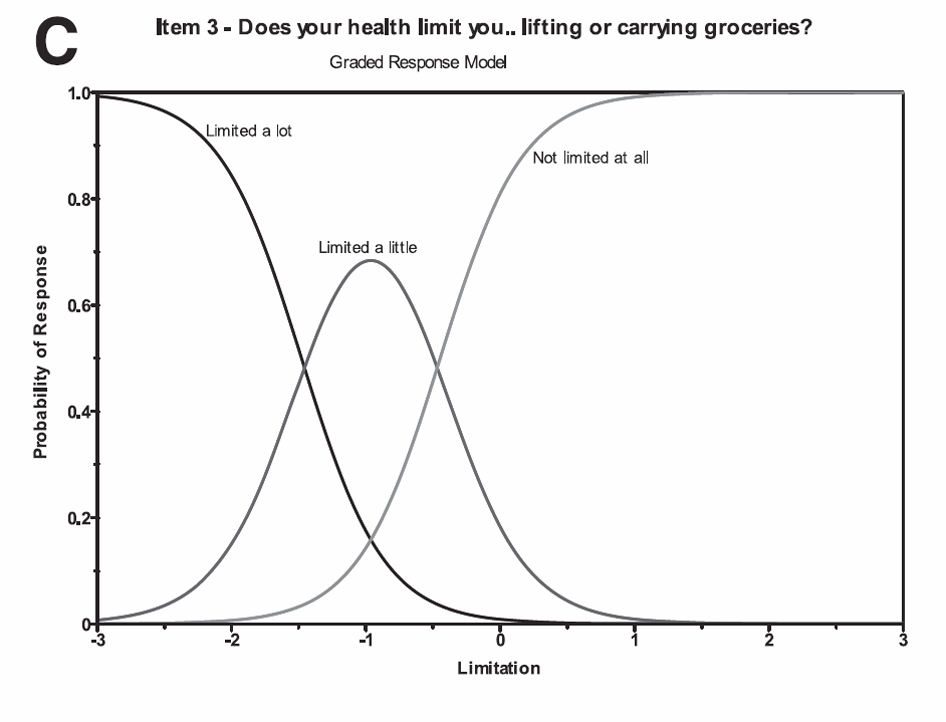 C
Item 3 - Does your health limit you.. lifting or carrying groceries?
Graded Response Model
1.0
0.8
0.6
0.4
0.2
0
Probability of Response
Limited a lot
Not limited at all
Limited a little
-3 -2 -1 0 1 2 3
Limitation